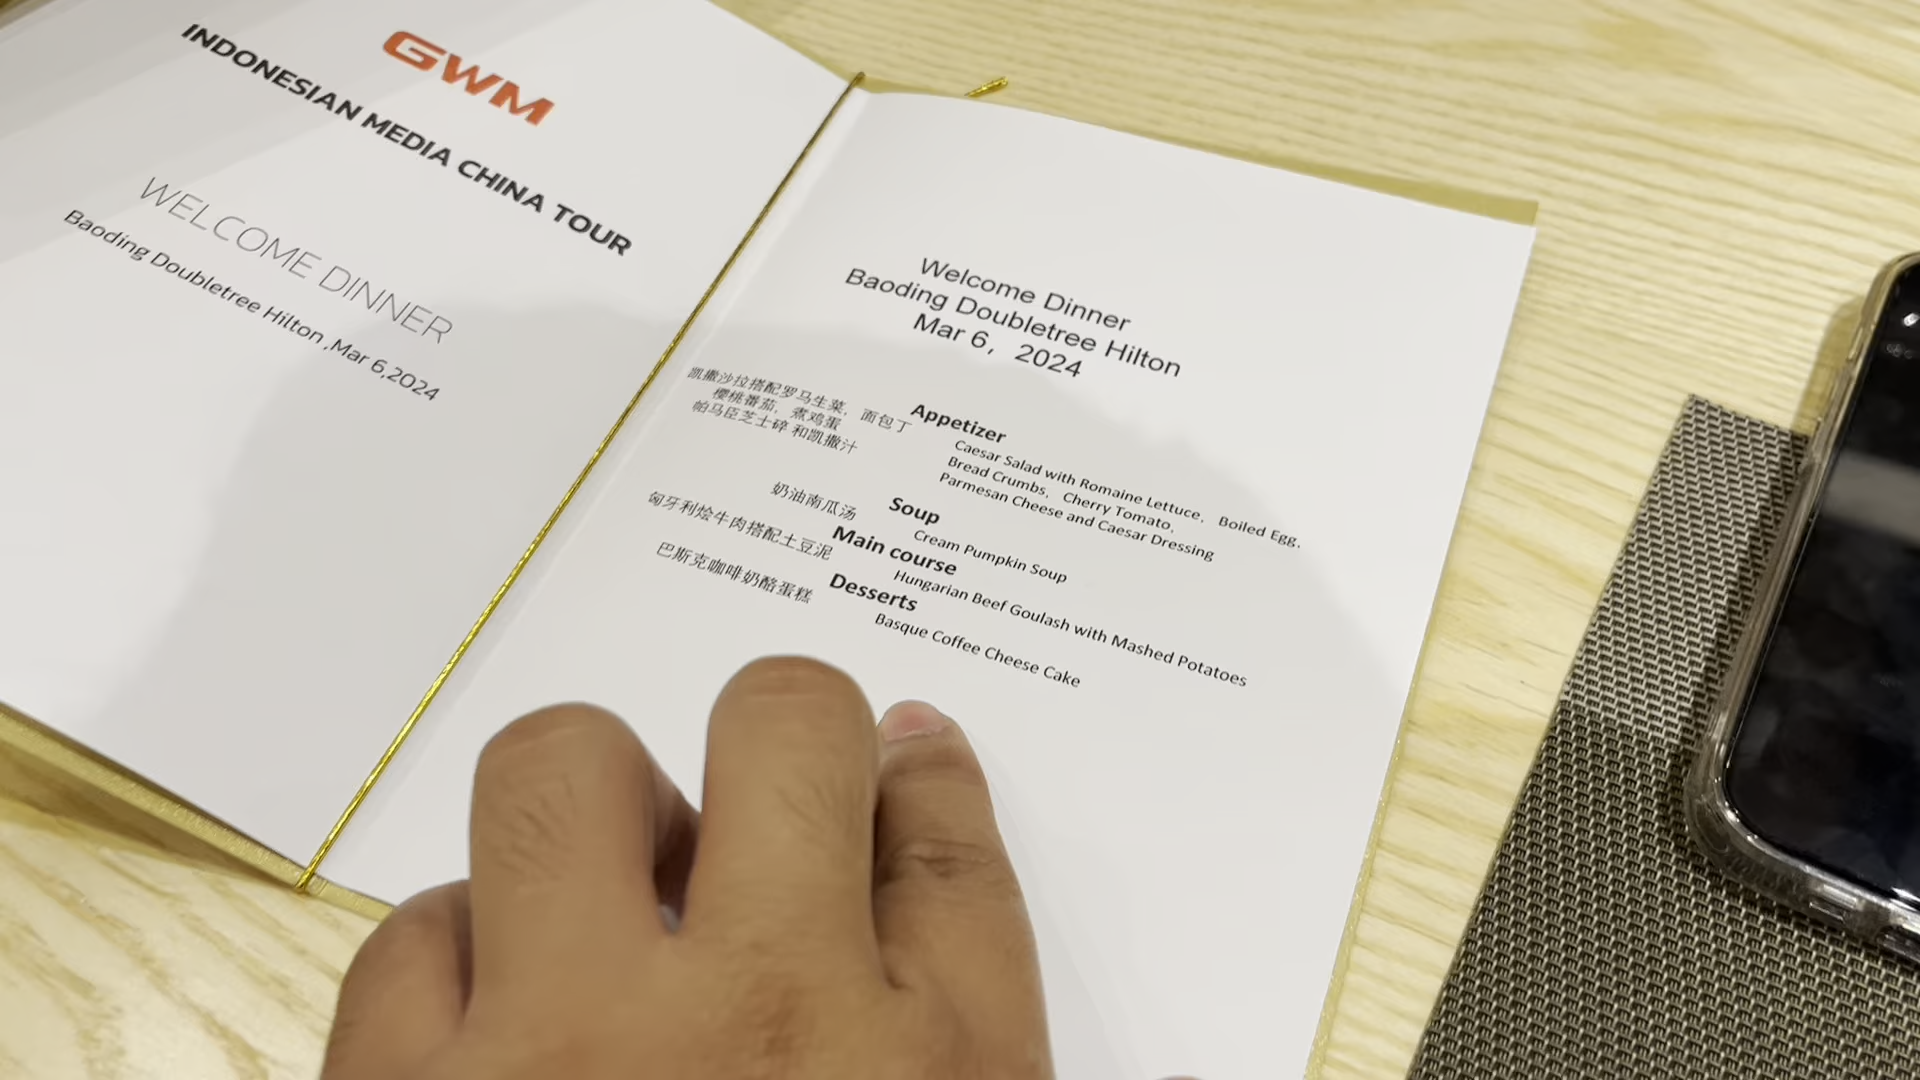 GWM
INDONESIAN MEDIA CHINA TOUR
WELCOME DINNER
Baoding Doubletree Hilton ,Mar 6,2024
Welcome Dinner
Baoding Doubletree Hilton
Mar 6，2024
Appetizer
凯撒沙拉搭配罗马生菜，面包丁
樱桃番茄，煮鸡蛋
帕马臣芝士碎 和凯撒汁
Caesar Salad with Romaine Lettuce， Boiled Egg,
Bread Crumbs， Cherry Tomato,
Parmesan Cheese and Caesar Dressing
Soup
奶油南瓜汤
Cream Pumpkin Soup
Main course
匈牙利烩牛肉搭配土豆泥
Hungarian Beef Goulash with Mashed Potatoes
Desserts
巴斯克咖啡奶酪蛋糕
Basque Coffee Cheese Cake